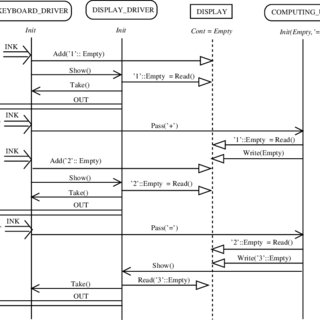 KEYBOARD_DRIVER DISPLAY_DRIVER DISPLAY
Init Init Cont = Empty Init(Empty, '=
INK
Add('1':: Empty)
Show()
'1'::Empty = Read()
Take()
OUT
INK
Pass('+')
'1'::Empty = Read()
Write(Empty)
INK
Add('2':: Empty)
Show()
'2'::Empty = Read()
Take()
OUT
INK
Pass('=')
'2'::Empty = Read()
Write('3'::Empty)
Show()
Take()
Read('3'::Empty)
OUT